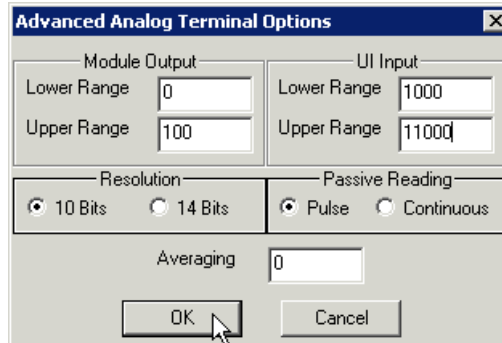 Advanced Analog Terminal Options
Module Output
Lower Range 0
Upper Range 100
UI Input
Lower Range 1000
Upper Range 11000
Resolution
10 Bits 14 Bits
Passive Reading
Pulse Continuous
Averaging 0
OK Cancel